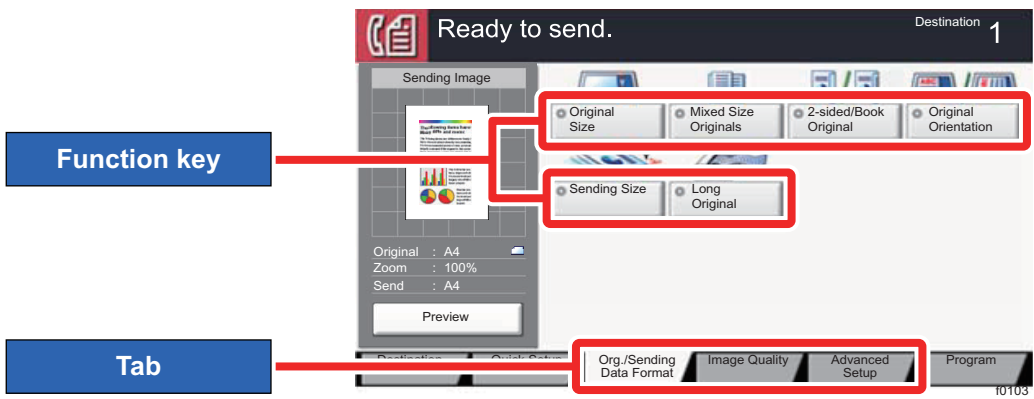 Ready to send.
Destination 1
Sending Image
Original
Size
Mixed Size
Originals
2-sided/Book
Original
Original
Orientation
ABC
Function key
Sending Size
Long
Original
Original : A4
Zoom : 100%
Send : A4
Preview
Tab
Destination
Quick Setup
Org./Sending
Data Format
Image Quality
Advanced
Setup
Program
f0103